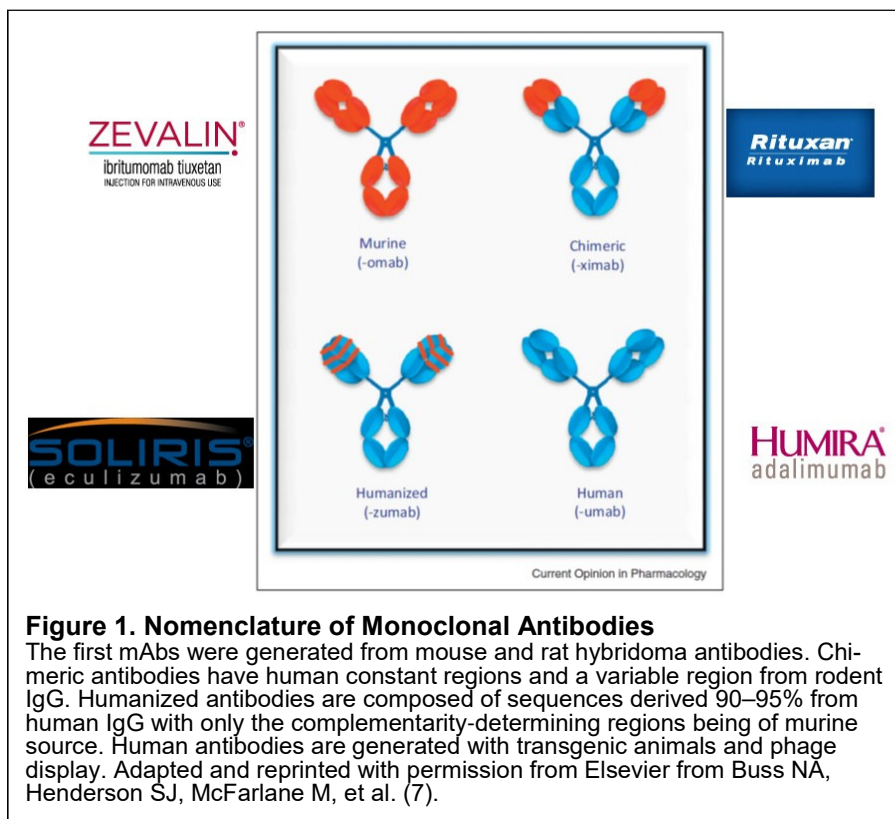 ZEVALIN®
ibritumomab tiuxetan
INJECTION FOR INTRAVENOUS USE
Rituxan
Rituximab
Murine
(-omab)
Chimeric
(-ximab)
SOLIRIS®
(eculizumab)
HUMIRA®
adalimumab
Humanized
(-zumab)
Human
(-umab)
Current Opinion in Pharmacology
Figure 1. Nomenclature of Monoclonal Antibodies
The first mAbs were generated from mouse and rat hybridoma antibodies. Chi-
meric antibodies have human constant regions and a variable region from rodent
IgG. Humanized antibodies are composed of sequences derived 90–95% from
human IgG with only the complementarity-determining regions being of murine
source. Human antibodies are generated with transgenic animals and phage
display. Adapted and reprinted with permission from Elsevier from Buss NA,
Henderson SJ, McFarlane M, et al. (7).